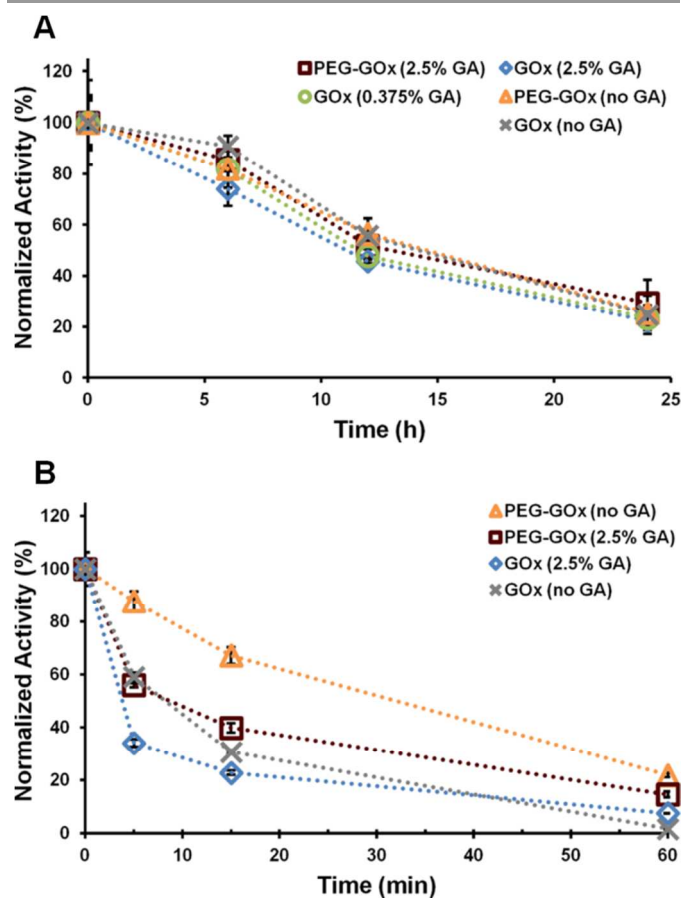 A
PEG-GOx (2.5% GA) GOx (2.5% GA)
GOx (0.375% GA) PEG-GOx (no GA)
GOx (no GA)
Normalized Activity (%)
120
100
80
60
40
20
0
0 5 10 15 20 25
Time (h)
B
PEG-GOx (no GA)
PEG-GOx (2.5% GA)
GOx (2.5% GA)
GOx (no GA)
Normalized Activity (%)
120
100
80
60
40
20
0
0 10 20 30 40 50 60
Time (min)